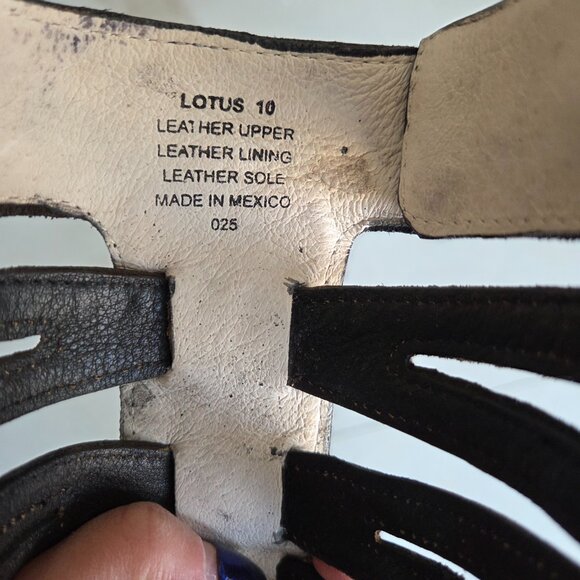 LOTUS 10
LEATHER UPPER
LEATHER LINING
LEATHER SOLE
MADE IN MEXICO
025